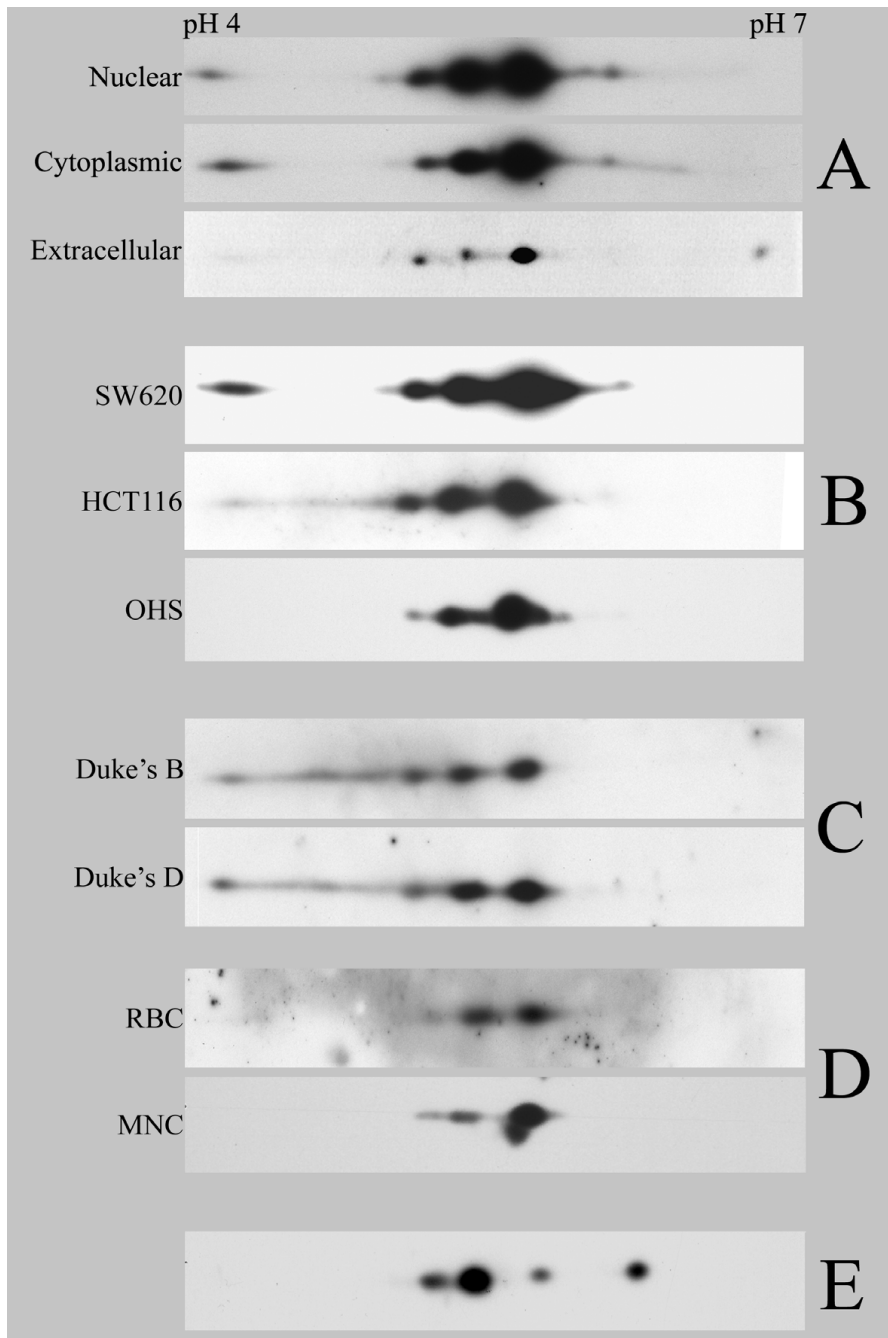 pH 4 pH 7
Nuclear
Cytoplasmic
A
Extracellular
SW620
HCT116
B
OHS
Duke's B
C
Duke's D
RBC
D
MNC
E